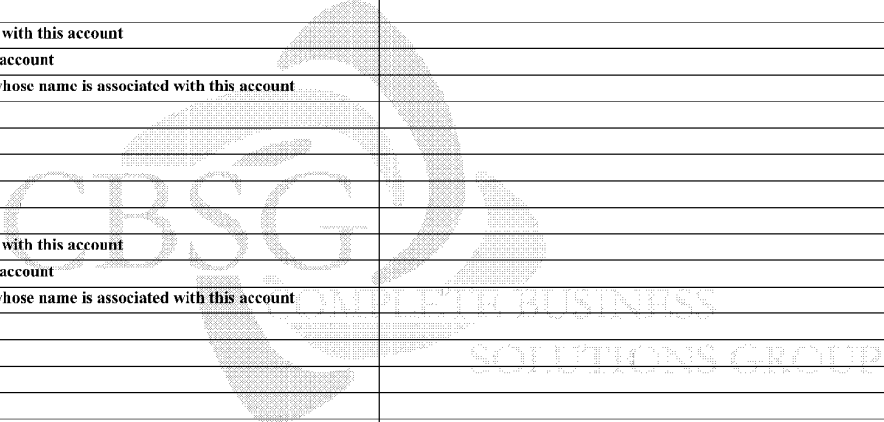 with this account
account
whose name is associated with this account
CBSG
with this account
account
whose name is associated with this account
COMPLETE BUSINESS
SOLUTIONS GROUP